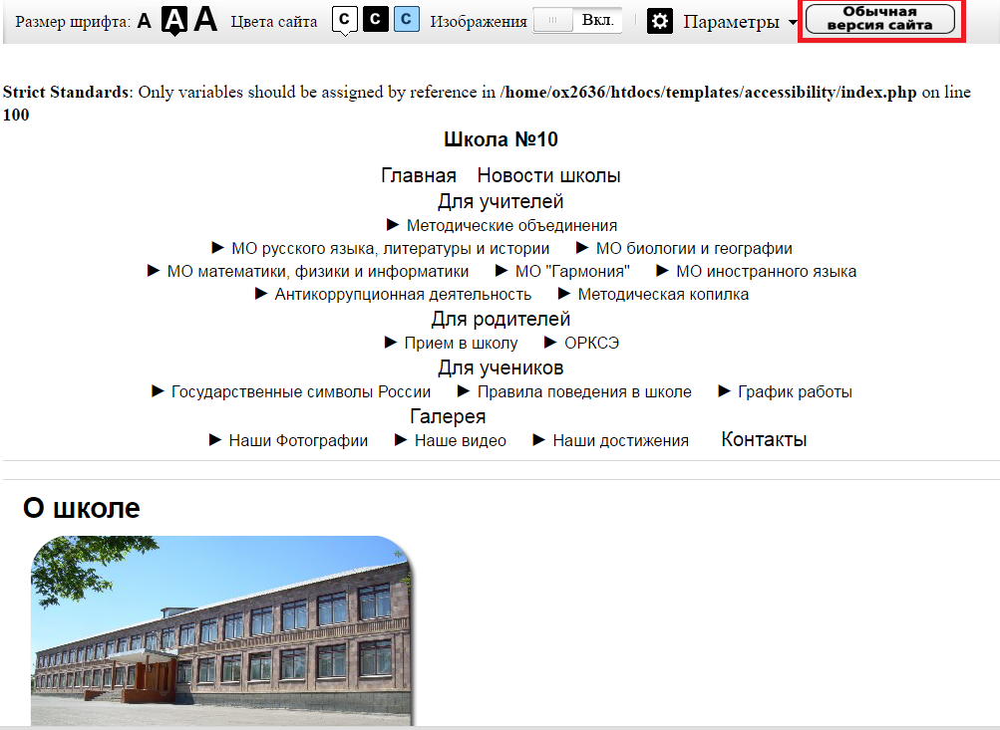 Размер шрифта: A A A Цвета сайта C C C Изображения Вкл. Параметры Обычная
версия сайта
Strict Standards: Only variables should be assigned by reference in /home/ox2636/htdocs/templates/accessibility/index.php on line
100
Школа №10
Главная Новости школы
Для учителей
► Методические объединения
► МО русского языка, литературы и истории ► МО биологии и географии
► МО математики, физики и информатики ► МО "Гармония" ► МО иностранного языка
► Антикоррупционная деятельность ► Методическая копилка
Для родителей
► Прием в школу ► ОРКСЭ
Для учеников
► Государственные символы России ► Правила поведения в школе ► График работы
Галерея
► Наши Фотографии ► Наше видео ► Наши достижения Контакты
О школе